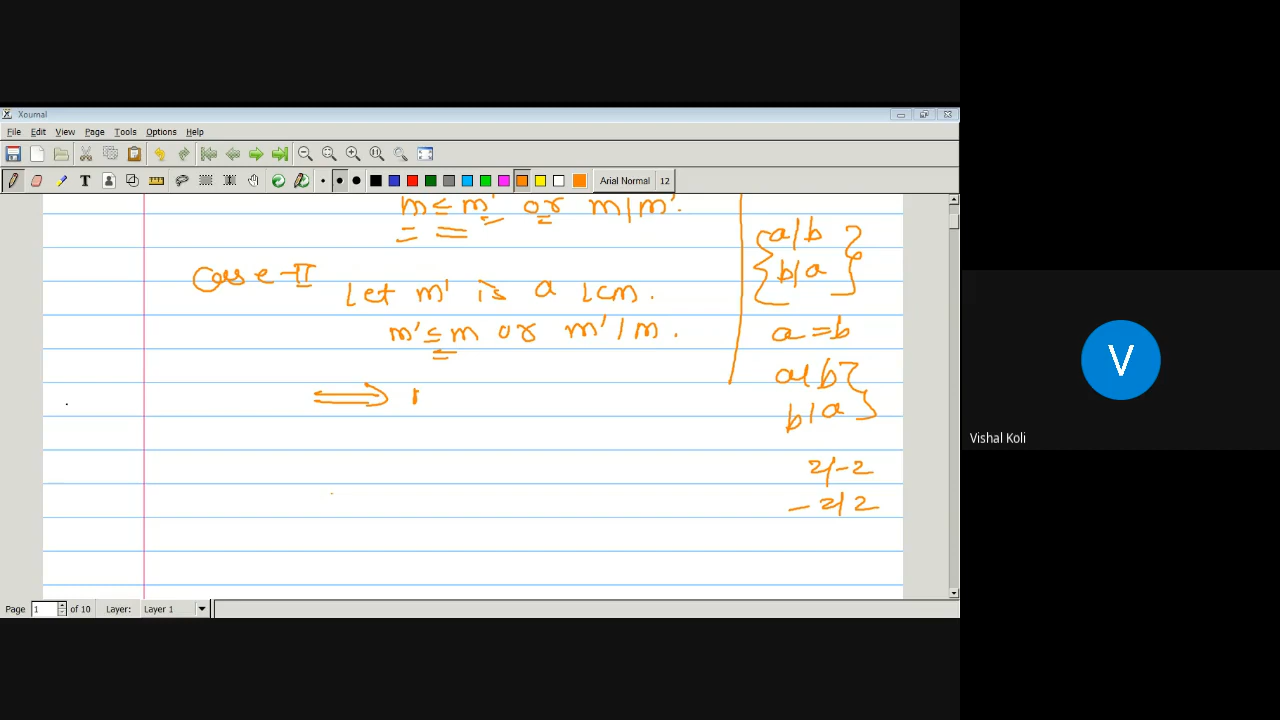 Xournal
File Edit View Page Tools Options Help
Arial Normal 12
m ≤ m' or m|m'.
Case-II
Let m' is a LCM.
m' ≤ m or m'|m.
⟹
a|b
b|a
a=b
a|b
b|a
2|-2
-2|2
Page 1 of 10 Layer: Layer 1
V
Vishal Koli